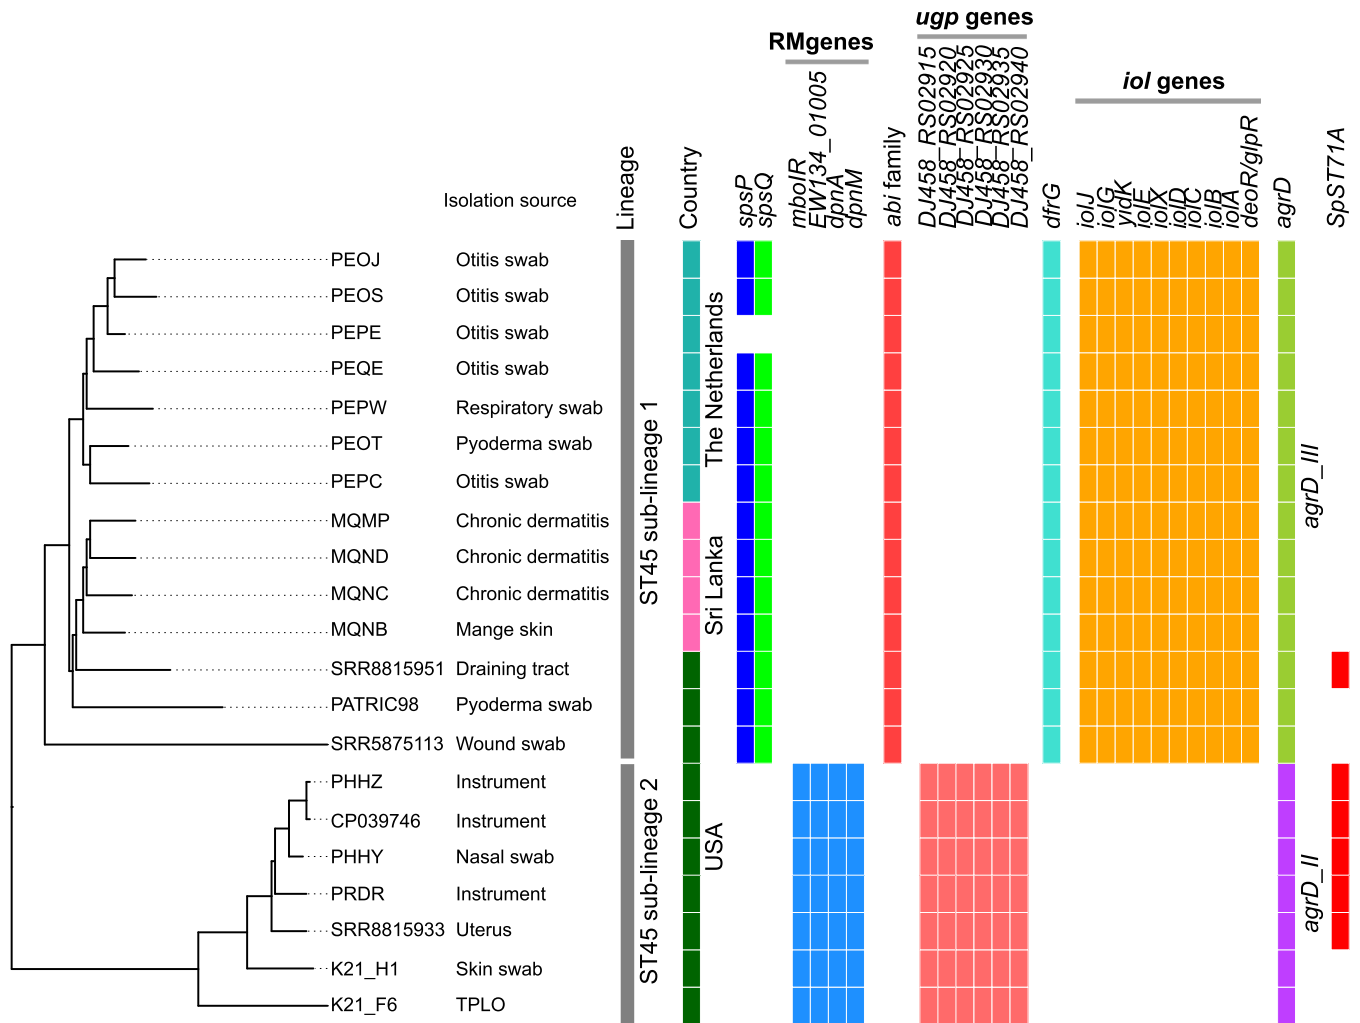 ugp genes
RMgenes
iol genes
Isolation source
Lineage
Country
spsP
spsQ
mboIR
EW134_01005
dpnA
dpnM
abi family
DJ458_RS02915
DJ458_RS02920
DJ458_RS02925
DJ458_RS02930
DJ458_RS02935
DJ458_RS02940
dfrG
iolJ
iolG
yidK
iolE
iolX
iolD
iolC
iolB
iolA
deoR/glpR
agrD
SpST71A
PEOJ Otitis swab
PEOS Otitis swab
PEPE Otitis swab
PEQE Otitis swab
PEPW Respiratory swab
PEOT Pyoderma swab
PEPC Otitis swab
MQMP Chronic dermatitis
MQND Chronic dermatitis
MQNC Chronic dermatitis
MQNB Mange skin
SRR8815951 Draining tract
PATRIC98 Pyoderma swab
SRR5875113 Wound swab
PHHZ Instrument
CP039746 Instrument
PHHY Nasal swab
PRDR Instrument
SRR8815933 Uterus
K21_H1 Skin swab
K21_F6 TPLO
ST45 sub-lineage 1
ST45 sub-lineage 2
The Netherlands
Sri Lanka
USA
agrD_III
agrD_II